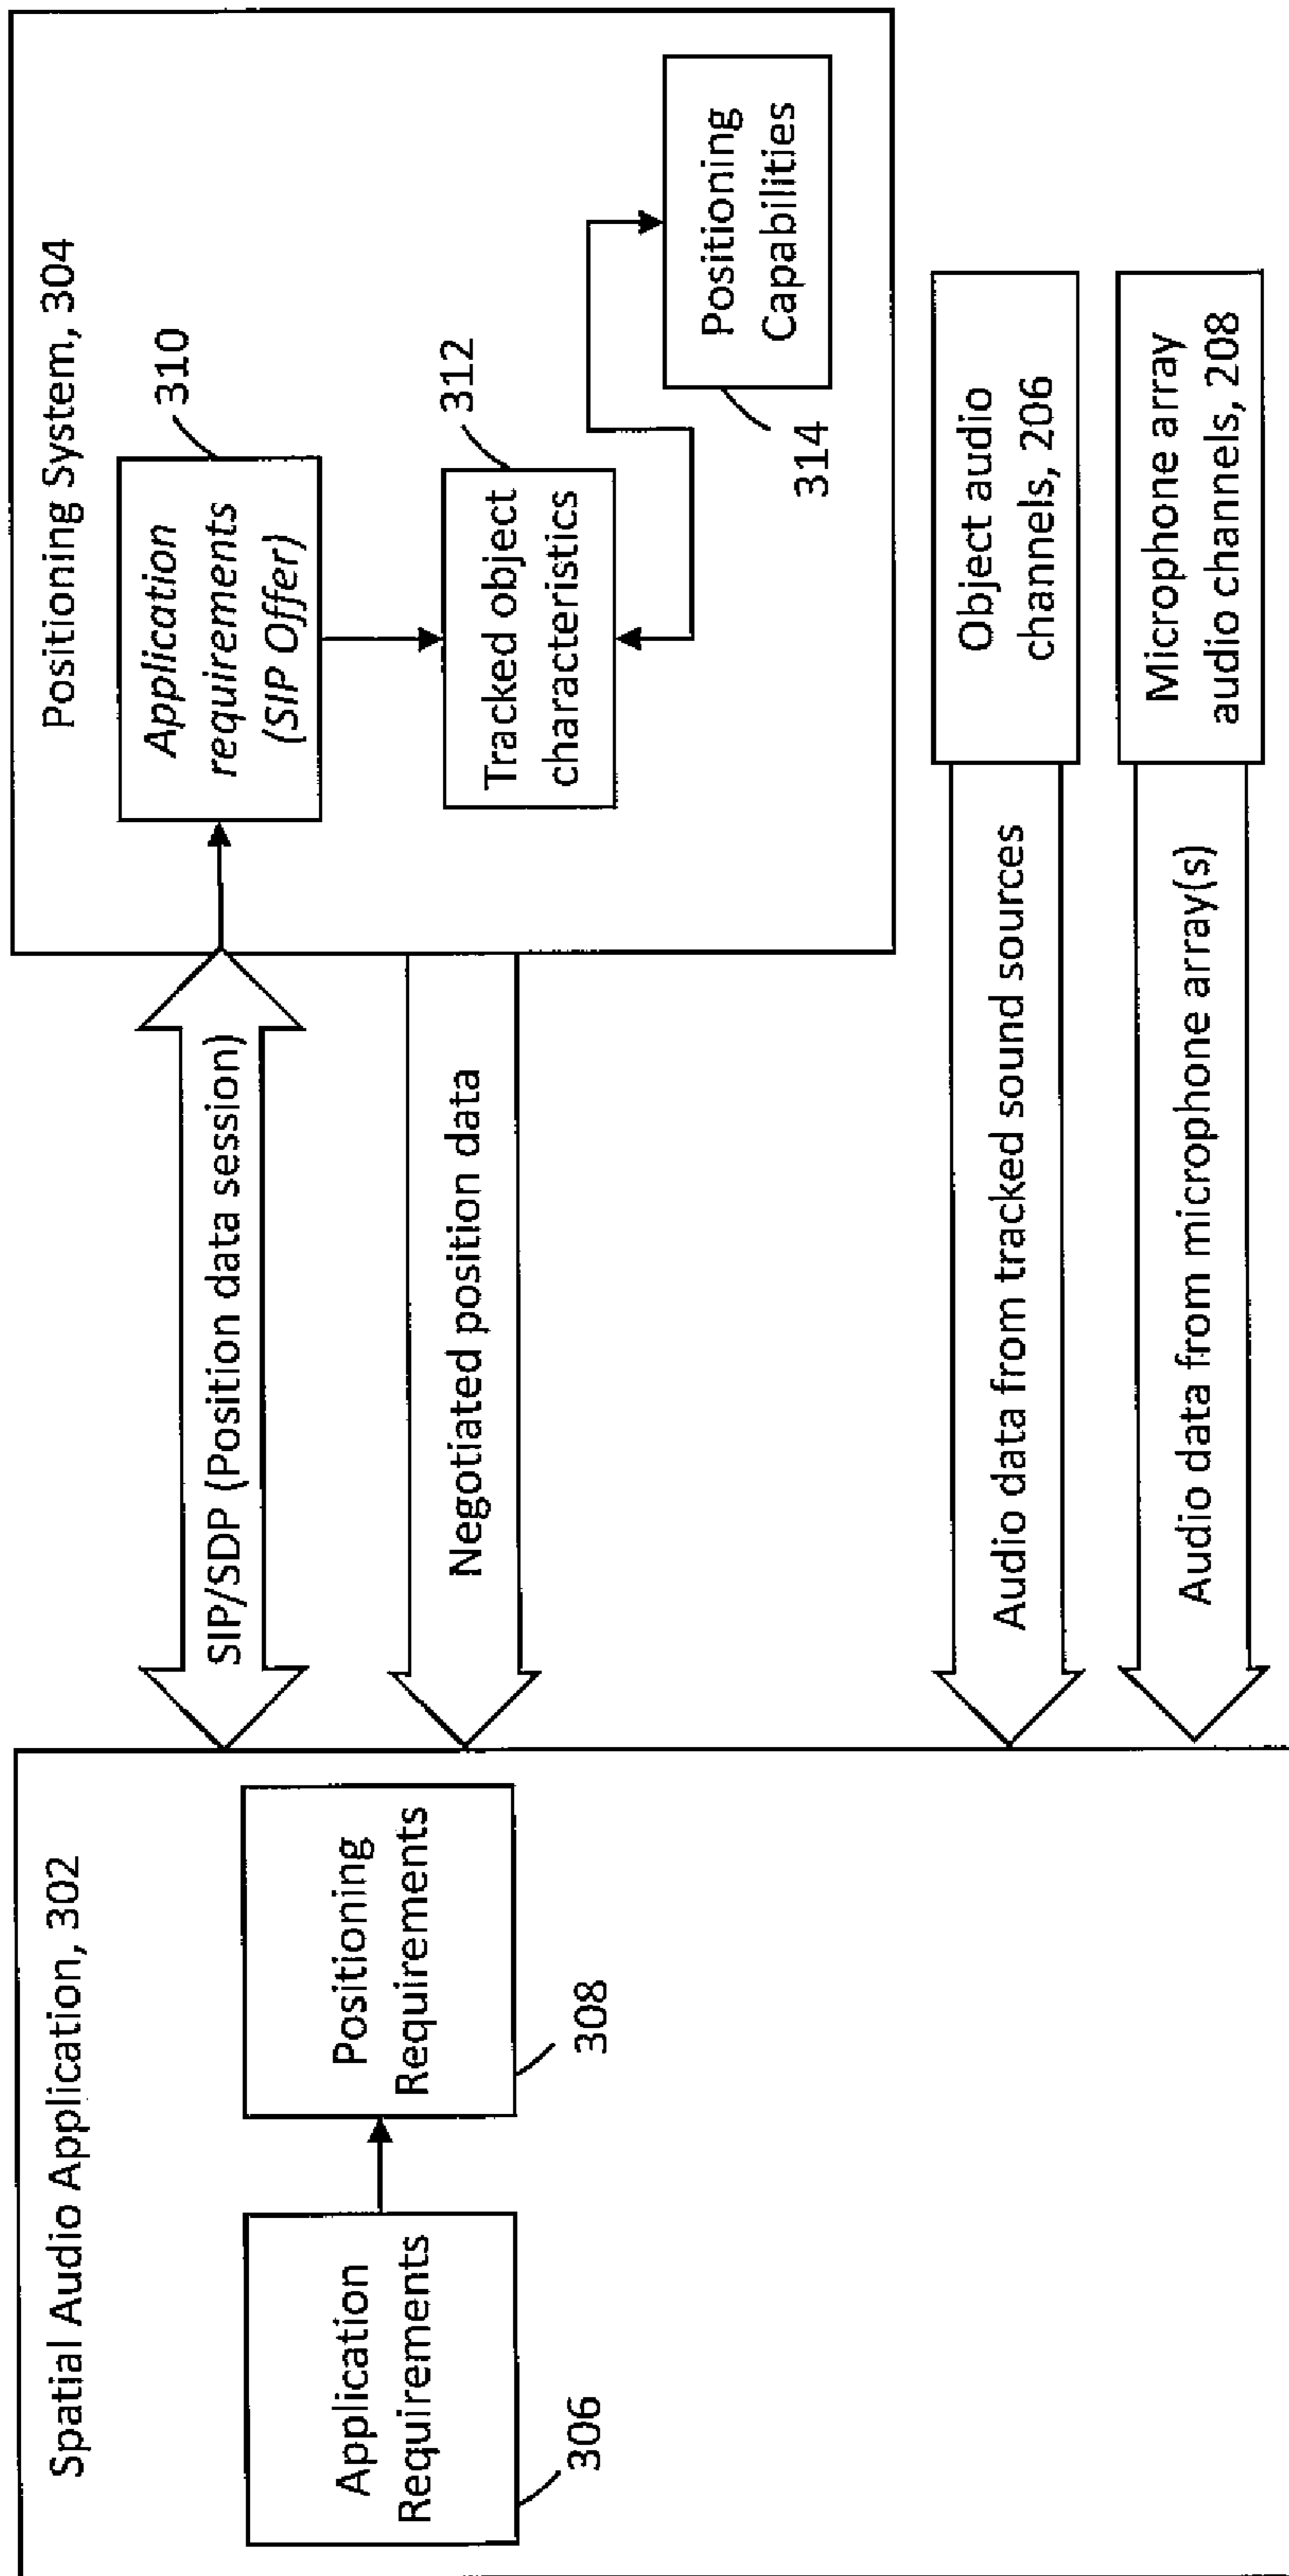 Spatial Audio Application, 302
Application
Requirements
306
Positioning
Requirements
308
SIP/SDP (Position data session)
Negotiated position data
Positioning System, 304
Application
requirements
(SIP Offer)
310
Tracked object
characteristics
312
Positioning
Capabilities
314
Audio data from tracked sound sources
Object audio
channels, 206
Audio data from microphone array(s)
Microphone array
audio channels, 208